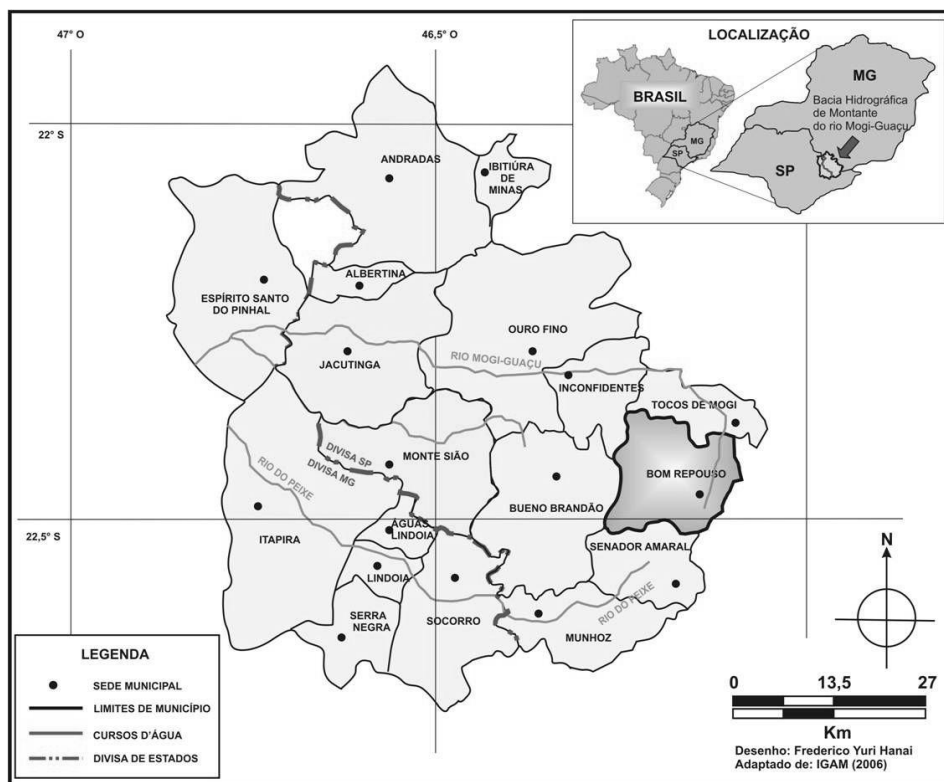 47° O
46,5° O
22° S
22,5° S
LOCALIZAÇÃO
BRASIL
MG
SP
MG
SP
Bacia Hidrográfica
de Montante
do rio Mogi-Guaçu
ANDRADAS
IBITIÚRA
DE
MINAS
ALBERTINA
ESPÍRITO SANTO
DO PINHAL
OURO FINO
JACUTINGA
RIO MOGI-GUAÇU
INCONFIDENTES
TOCOS DE MOGI
MONTE SIÃO
DIVISA SP
DIVISA MG
RIO DO PEIXE
BOM REPOUSO
BUENO BRANDÃO
ITAPIRA
ÁGUAS
LINDOIA
SENADOR AMARAL
LINDOIA
SERRA
NEGRA
SOCORRO
RIO DO PEIXE
MUNHOZ
N
LEGENDA
SEDE MUNICIPAL
LIMITES DE MUNICÍPIO
CURSOS D'ÁGUA
DIVISA DE ESTADOS
0 13,5 27
Km
Desenho: Frederico Yuri Hanai
Adaptado de: IGAM (2006)